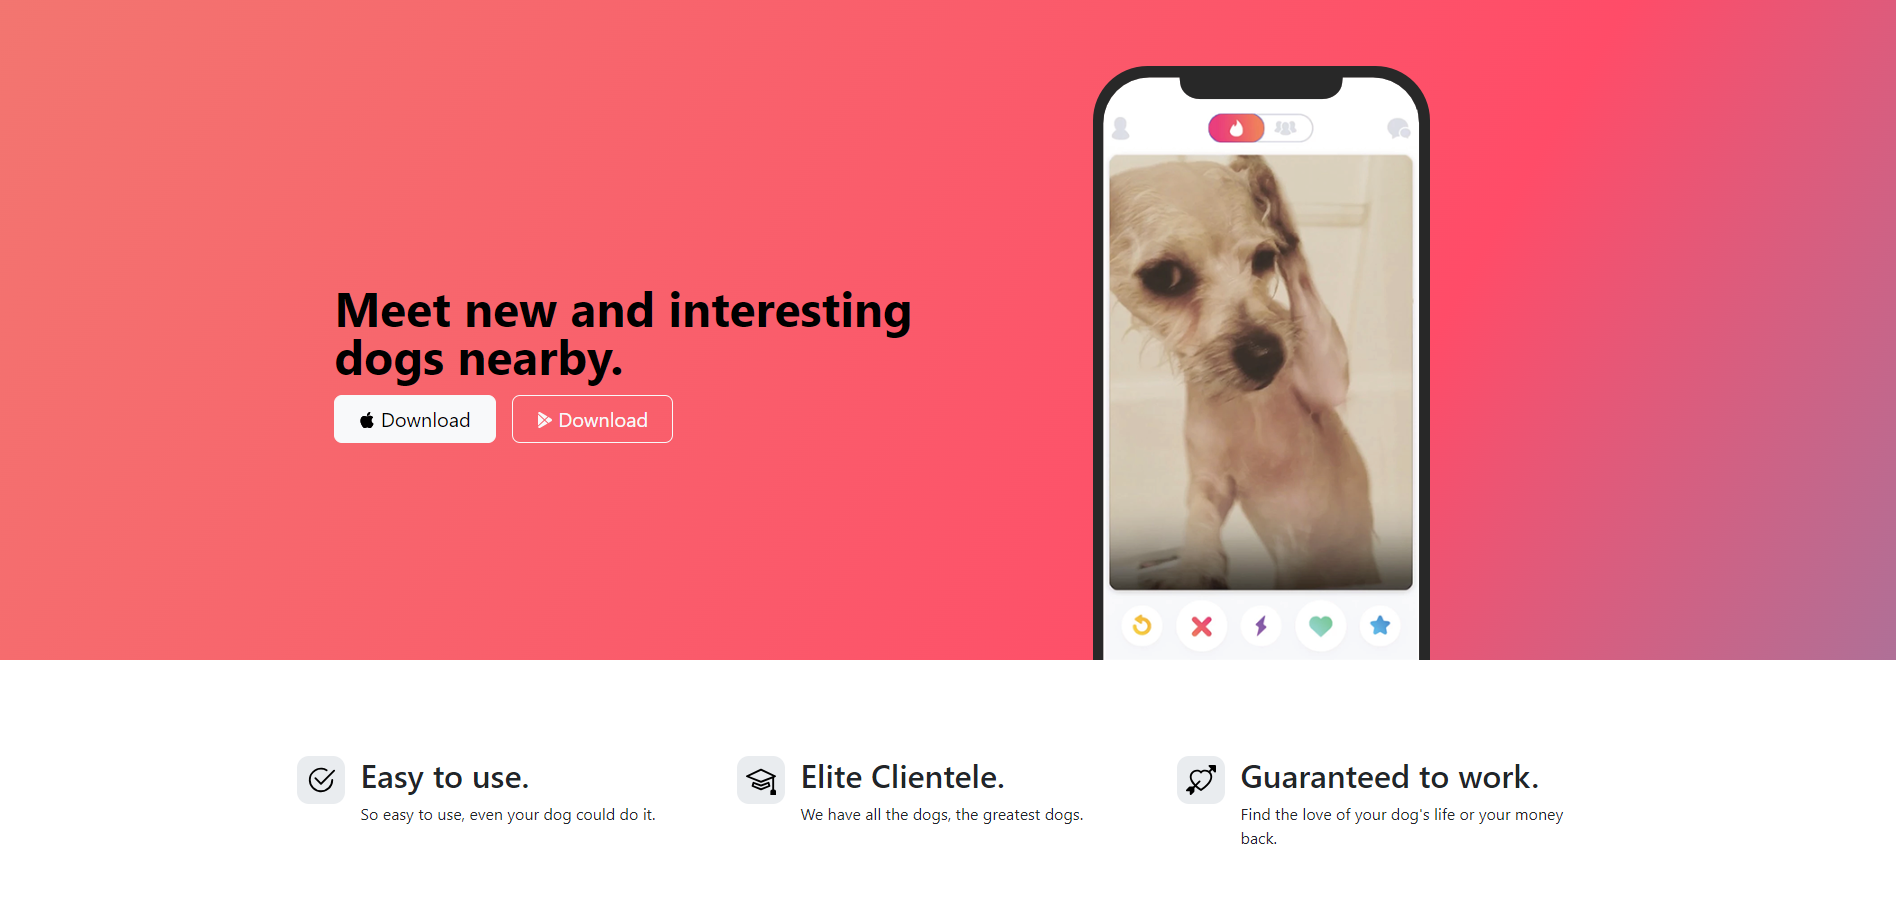 Meet new and interesting
dogs nearby.
Download
Download
Easy to use.
So easy to use, even your dog could do it.
Elite Clientele.
We have all the dogs, the greatest dogs.
Guaranteed to work.
Find the love of your dog's life or your money
back.